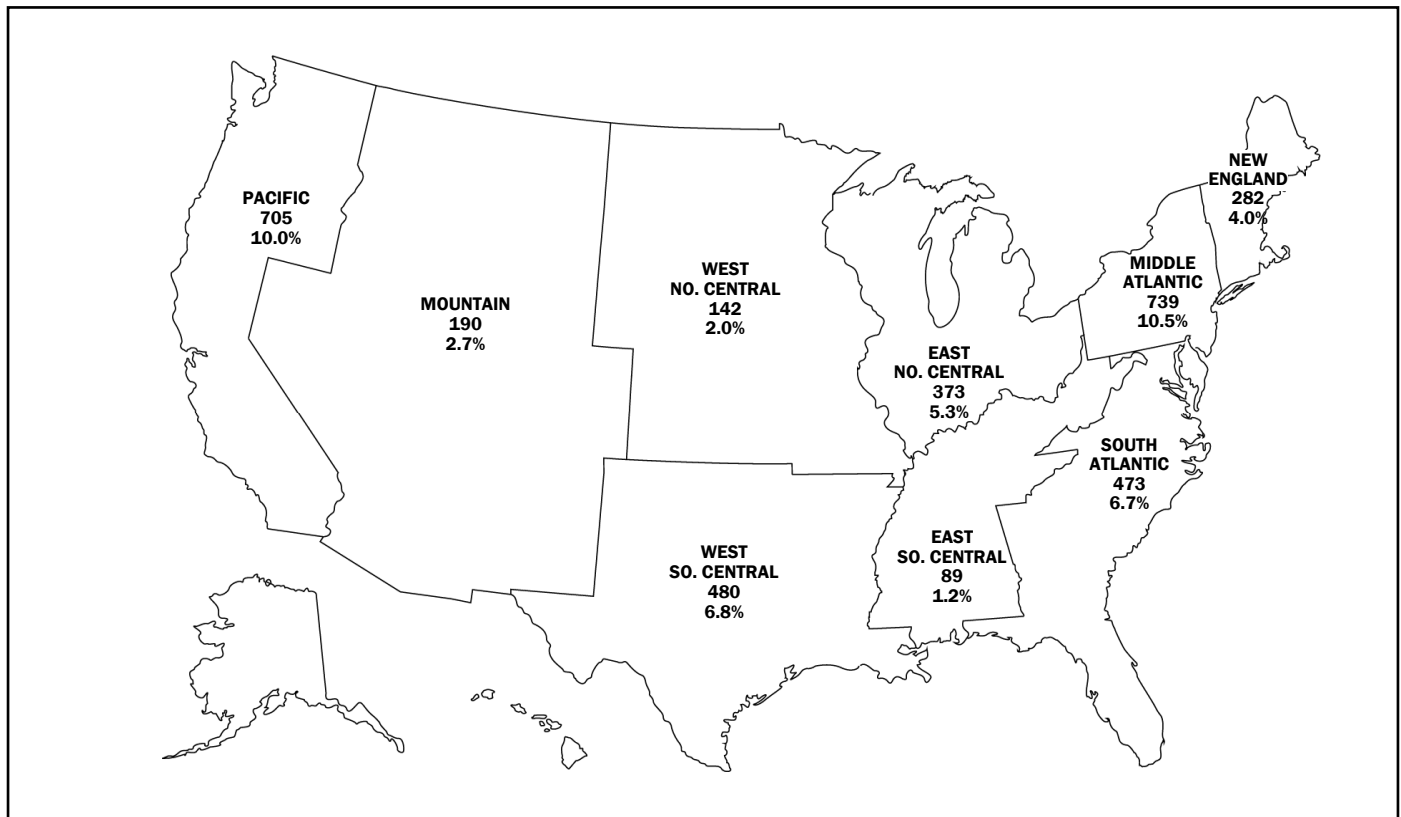 PACIFIC
705
10.0%
MOUNTAIN
190
2.7%
WEST
NO. CENTRAL
142
2.0%
WEST
SO. CENTRAL
480
6.8%
EAST
NO. CENTRAL
373
5.3%
EAST
SO. CENTRAL
89
1.2%
SOUTH
ATLANTIC
473
6.7%
MIDDLE
ATLANTIC
739
10.5%
NEW
ENGLAND
282
4.0%